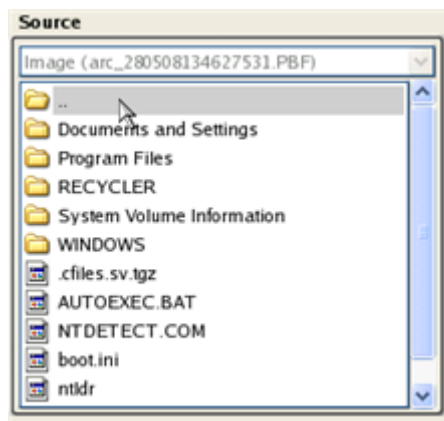 Source
Image (arc_280508134627531.PBF)
..
Documents and Settings
Program Files
RECYCLER
System Volume Information
WINDOWS
.cfiles.sv.tgz
AUTOEXEC.BAT
NTDETECT.COM
boot.ini
ntldr